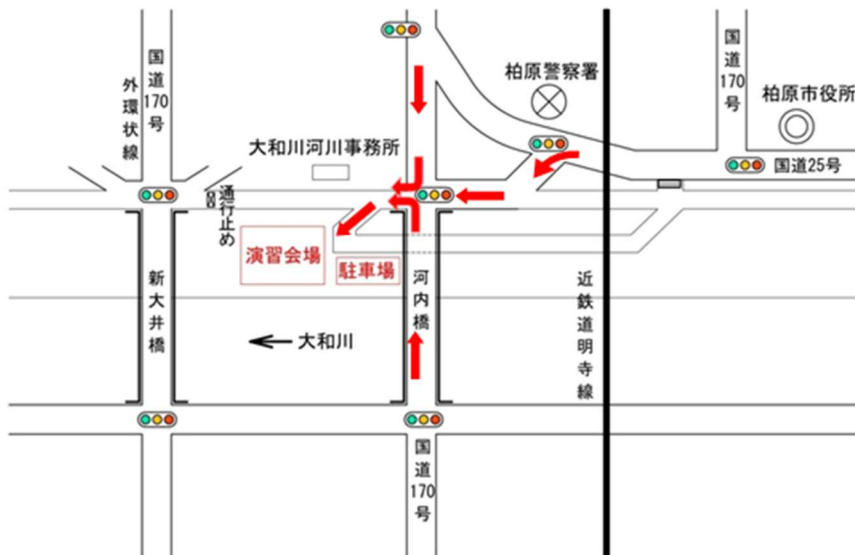 国道170号
外環状線
柏原警察署
国道170号
柏原市役所
大和川河川事務所
国道25号
通行止め
演習会場
駐車場
新大井橋
河内橋
近鉄道明寺線
大和川
国道170号